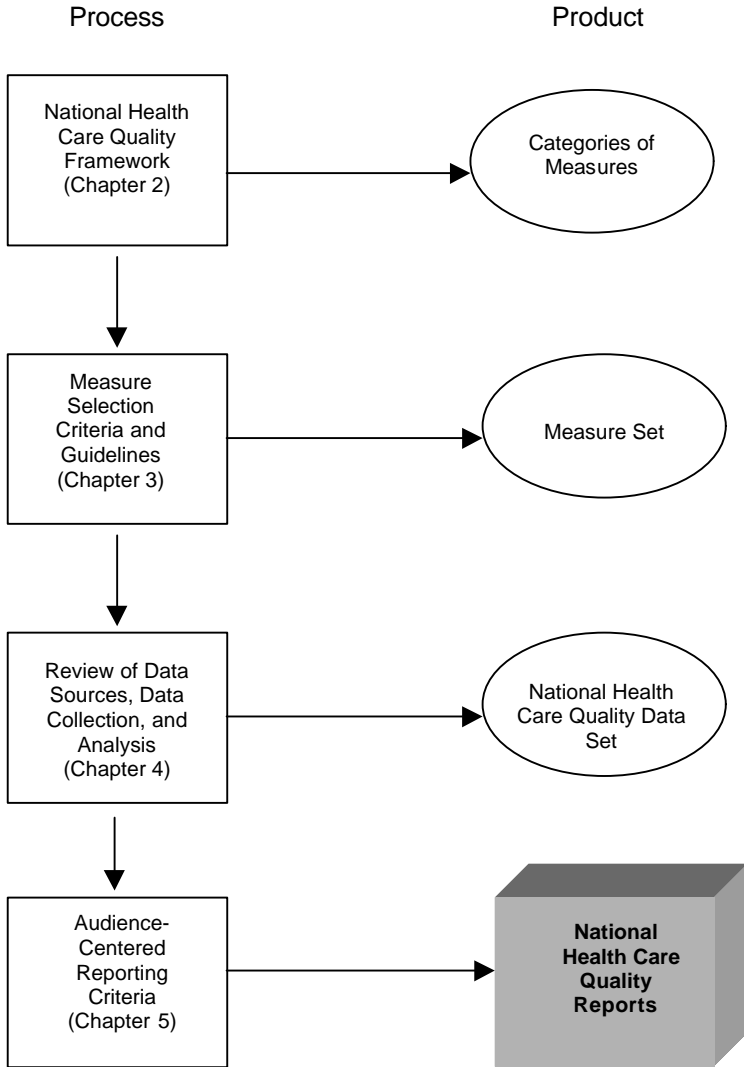 Process
Product
National Health
Care Quality
Framework
(Chapter 2)
Categories of
Measures
Measure
Selection
Criteria and
Guidelines
(Chapter 3)
Measure Set
Review of Data
Sources, Data
Collection, and
Analysis
(Chapter 4)
National Health
Care Quality Data
Set
Audience-
Centered
Reporting
Criteria
(Chapter 5)
National
Health Care
Quality
Reports